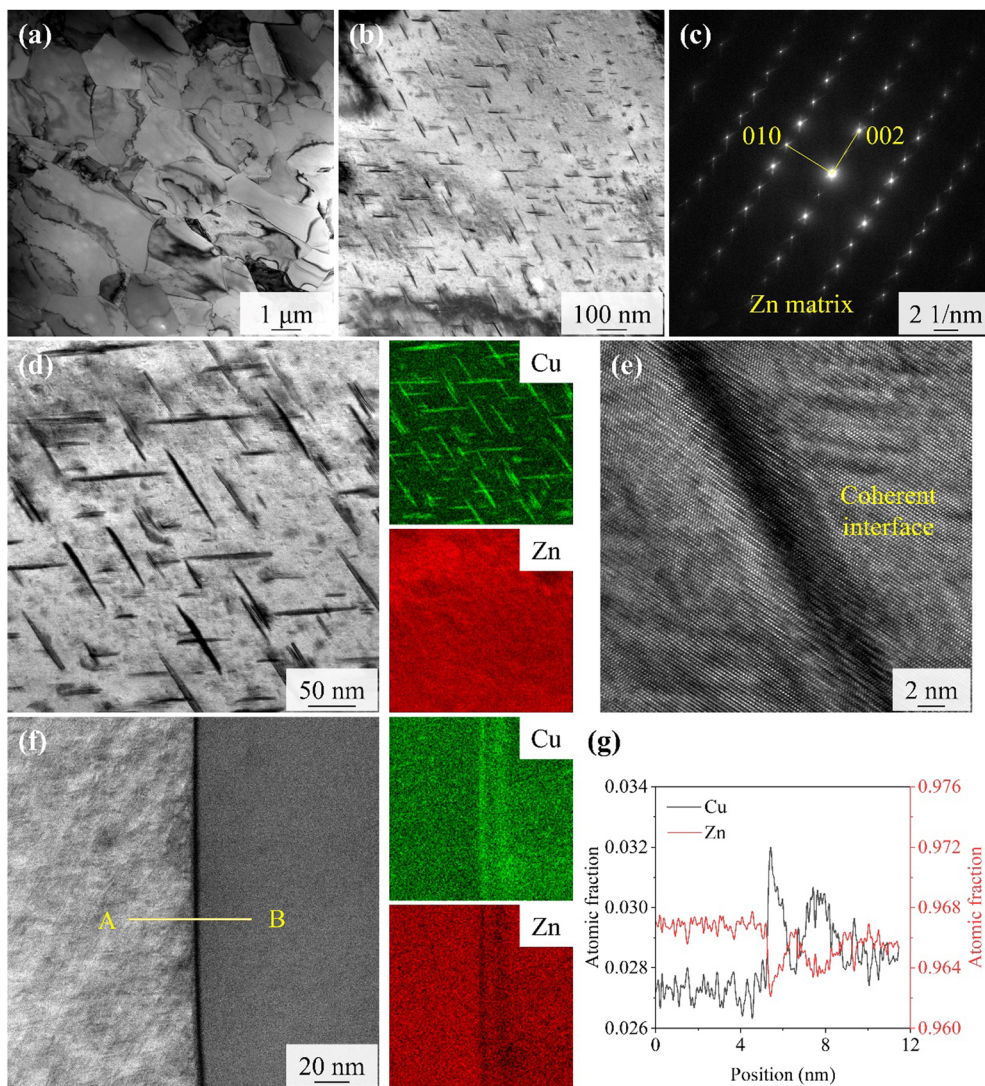 (a)
1 μm
(b)
100 nm
(c)
010
002
Zn matrix
2 1/nm
(d)
50 nm
Cu
Zn
(e)
Coherent
interface
2 nm
(f)
A
B
20 nm
Cu
Zn
(g)
0.034
0.032
0.030
0.028
0.026
Atomic fraction
Cu
Zn
0.976
0.972
0.968
0.964
0.960
Atomic fraction
0
4
8
12
Position (nm)